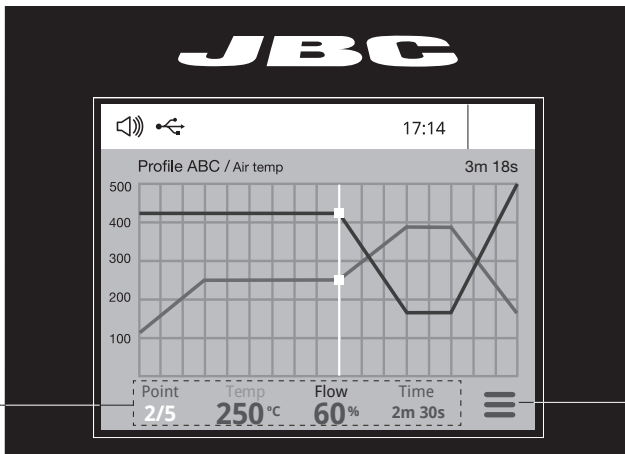 JBC
17:14
Profile ABC / Air temp 3m 18s
500
400
300
200
100
Point Temp Flow Time
2/5 250 °C 60 % 2m 30s